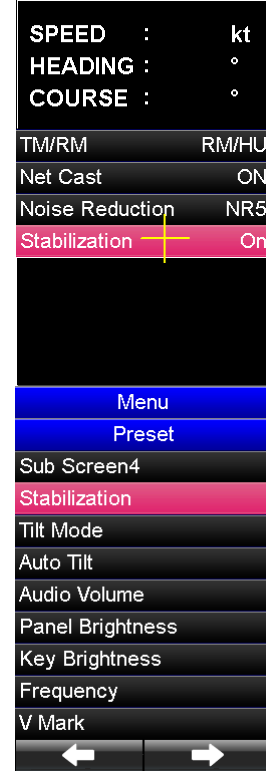 SPEED : kt
HEADING : °
COURSE : °
TM/RM RM/HU
Net Cast ON
Noise Reduction NR5
Stabilization On
Menu
Preset
Sub Screen4
Stabilization
Tilt Mode
Auto Tilt
Audio Volume
Panel Brightness
Key Brightness
Frequency
V Mark